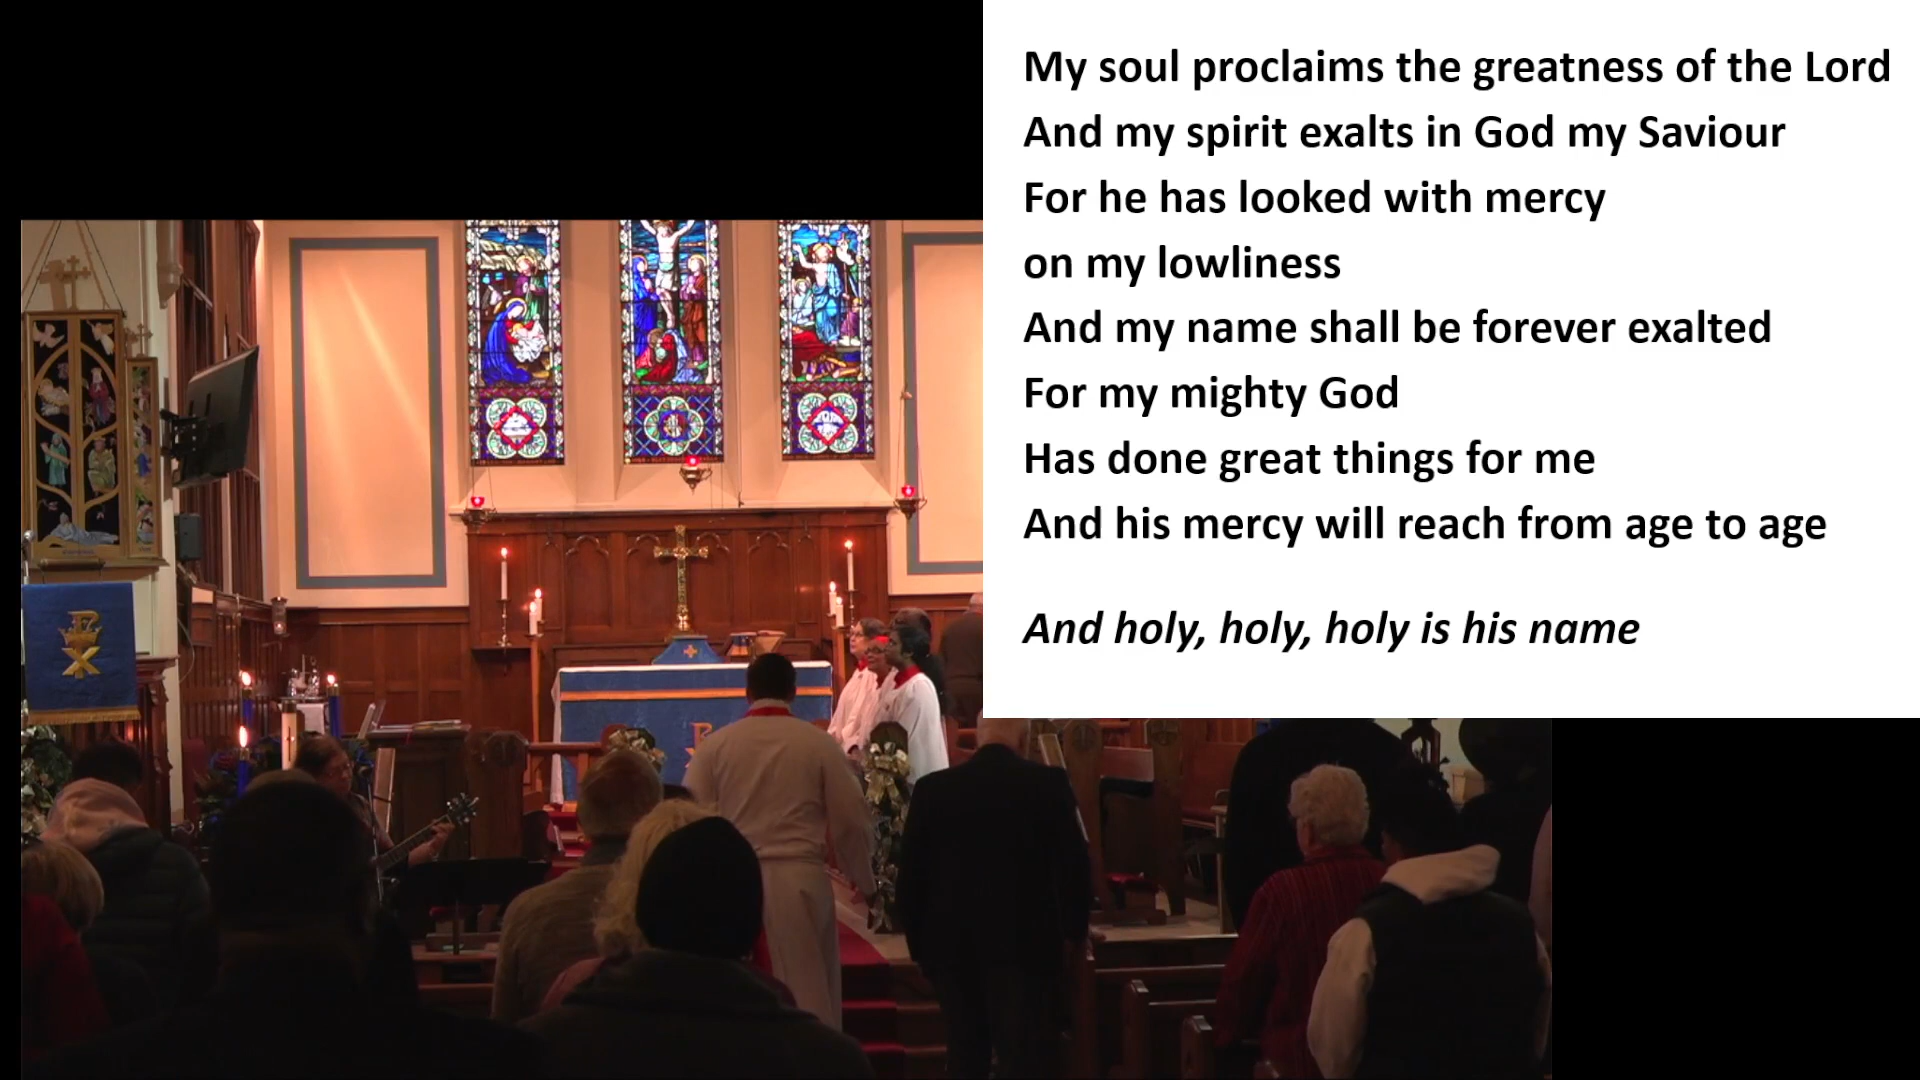 My soul proclaims the greatness of the Lord
And my spirit exalts in God my Saviour
For he has looked with mercy
on my lowliness
And my name shall be forever exalted
For my mighty God
Has done great things for me
And his mercy will reach from age to age
And holy, holy, holy is his name